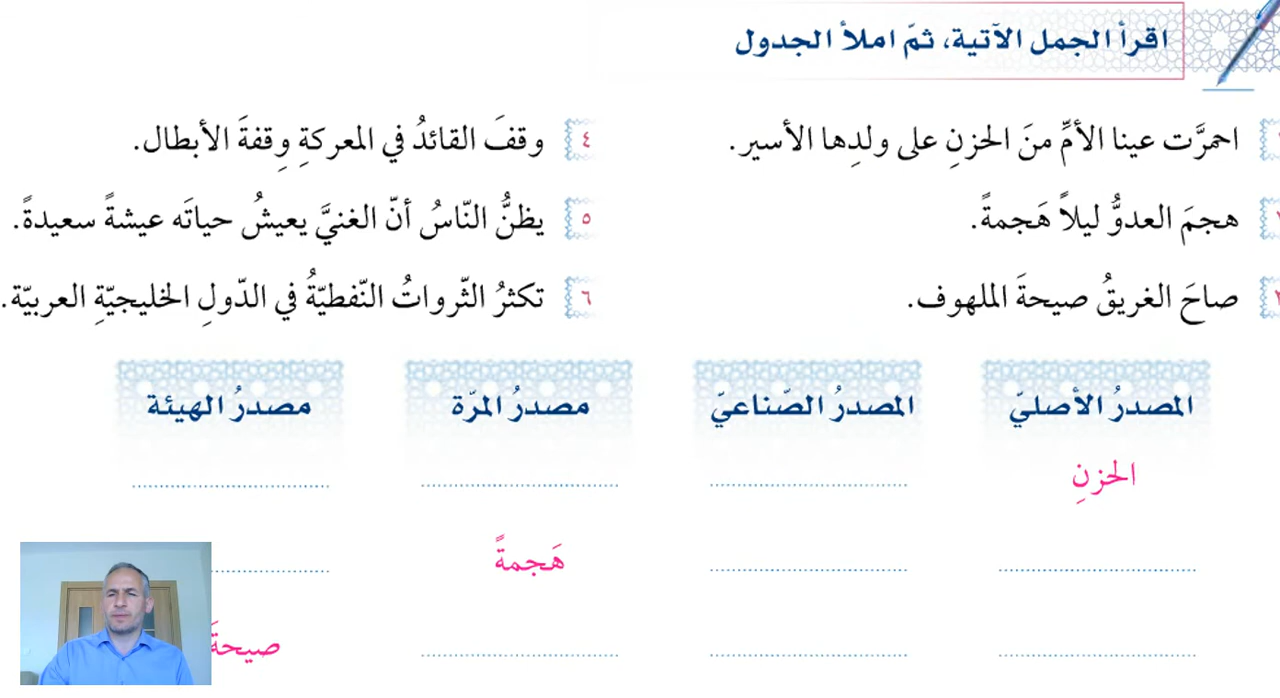 اقرأ الجمل الآتية، ثمّ املأ الجدول
احمرَّت عينا الأمِّ منَ الحزنِ على ولدِها الأسير.
هجمَ العدوُّ ليلاً هَجمةً.
صاحَ الغريقُ صيحةَ الملهوف.
٤ وقفَ القائدُ في المعركةِ وِقفةَ الأبطال.
٥ يظنُّ النّاسُ أنّ الغنيَّ يعيشُ حياتَه عيشةً سعيدةً.
٦ تكثرُ الثّرواتُ النّفطيّةُ في الدّولِ الخليجيّةِ العربيّة.
المصدرُ الأصليّ المصدرُ الصّناعيّ مصدرُ المرّة مصدرُ الهيئة
الحزنِ
هَجمةً
صيحةَ